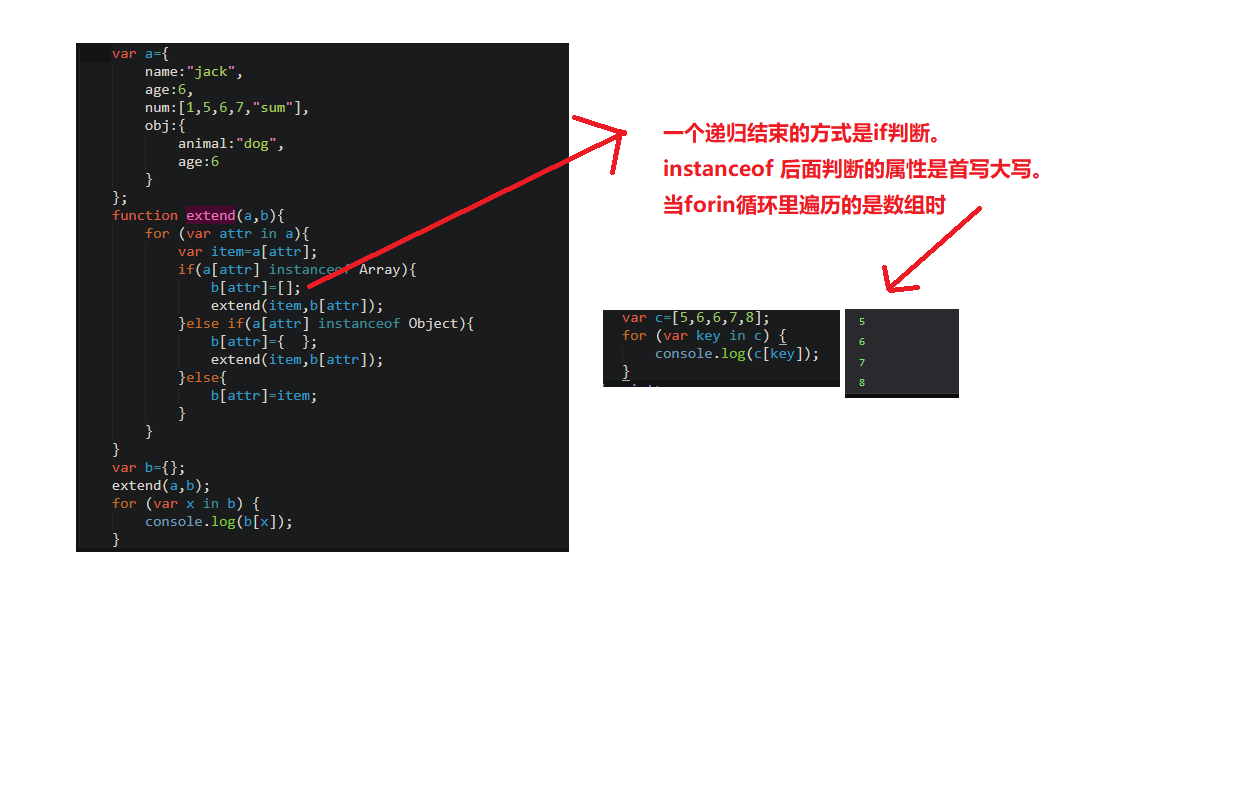 var a={
name:"jack",
age:6,
num:[1,5,6,7,"sum"],
obj:{
animal:"dog",
age:6
}
};
function extend(a,b){
for (var attr in a){
var item=a[attr];
if(a[attr] instanceof Array){
b[attr]=[];
extend(item,b[attr]);
}else if(a[attr] instanceof Object){
b[attr]={  };
extend(item,b[attr]);
}else{
b[attr]=item;
}
}
}
var b={};
extend(a,b);
for (var x in b) {
console.log(b[x]);
}
一个递归结束的方式是if判断。
instanceof 后面判断的属性是首写大写。
当forin循环里遍历的是数组时
var c=[5,6,6,7,8];
for (var key in c) {
console.log(c[key]);
}
5
6
7
8